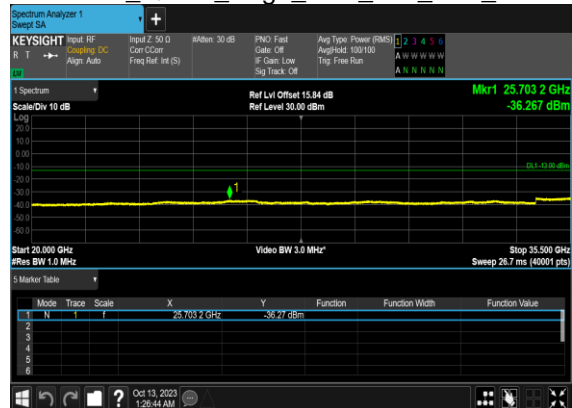 Spectrum Analyzer 1
Swept SA
+
KEYSIGHT Input: RF Input Z: 50 Ω #Atten: 30 dB PNO: Fast Avg Type: Power (RMS) 1 2 3 4 5 6
R T Coupling: DC Corr CCorr Gate: Off Avg|Hold: 100/100 A W W W W W
Align: Auto Freq Ref: Int (S) IF Gain: Low Trig: Free Run
LW Sig Track: Off A N N N N N
1 Spectrum Ref Lvl Offset 15.84 dB Mkr1 25.703 2 GHz
Scale/Div 10 dB Ref Level 30.00 dBm -36.267 dBm
Log
20.0
10.0
0.00
-10.0 DL1 -13.00 dBm
-20.0
-30.0 1
-40.0
-50.0
-60.0
Start 20.000 GHz Video BW 3.0 MHz* Stop 35.500 GHz
#Res BW 1.0 MHz Sweep 26.7 ms (40001 pts)
5 Marker Table
Mode Trace Scale X Y Function Function Width Function Value
1 N 1 f 25.703 2 GHz -36.27 dBm
2
3
4
5
6
? Oct 13, 2023
1:26:44 AM